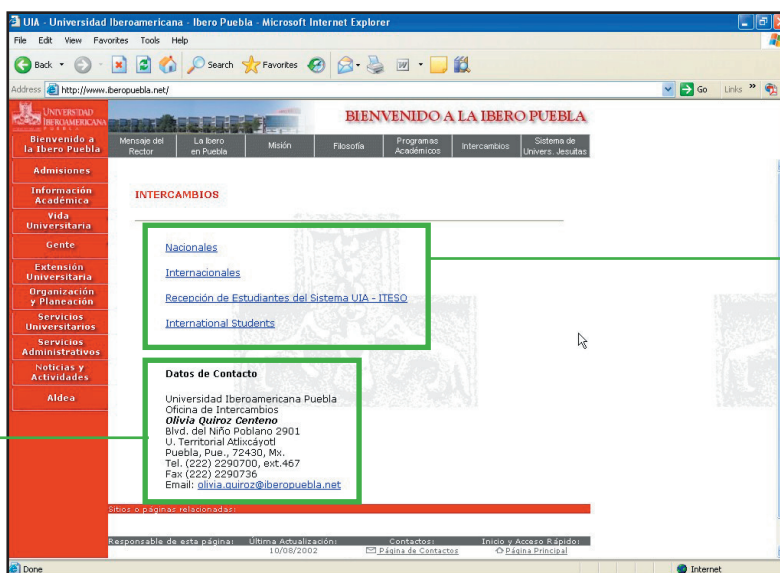 UIA - Universidad Iberoamericana - Ibero Puebla - Microsoft Internet Explorer
File Edit View Favorites Tools Help
Back Search Favorites
Address http://www.iberopuebla.net/ Go Links »
UNIVERSIDAD
IBEROAMERICANA
PUEBLA
BIENVENIDO A LA IBERO PUEBLA
Mensaje del Rector
La Ibero en Puebla
Misión
Filosofía
Programas Académicos
Intercambios
Sistema de Univers. Jesuitas
Bienvenido a
la Ibero Puebla
Admisiones
Información
Académica
Vida
Universitaria
Gente
Extensión
Universitaria
Organización
y Planeación
Servicios
Universitarios
Servicios
Administrativos
Noticias y
Actividades
Aldea
INTERCAMBIOS
Nacionales
Internacionales
Recepción de Estudiantes del Sistema UIA - ITESO
International Students
Datos de Contacto
Universidad Iberoamericana Puebla
Oficina de Intercambios
Olivia Quiroz Centeno
Blvd. del Niño Poblano 2901
U. Territorial Atlixcáyotl
Puebla, Pue., 72430, Mx.
Tel. (222) 2290700, ext.467
Fax (222) 2290736
Email: olivia.quiroz@iberopuebla.net
Sitios o páginas relacionadas:
Responsable de esta página: Última Actualización: Contactos: Inicio y Acceso Rápido:
10/08/2002 Página de Contactos Página Principal
Done Internet